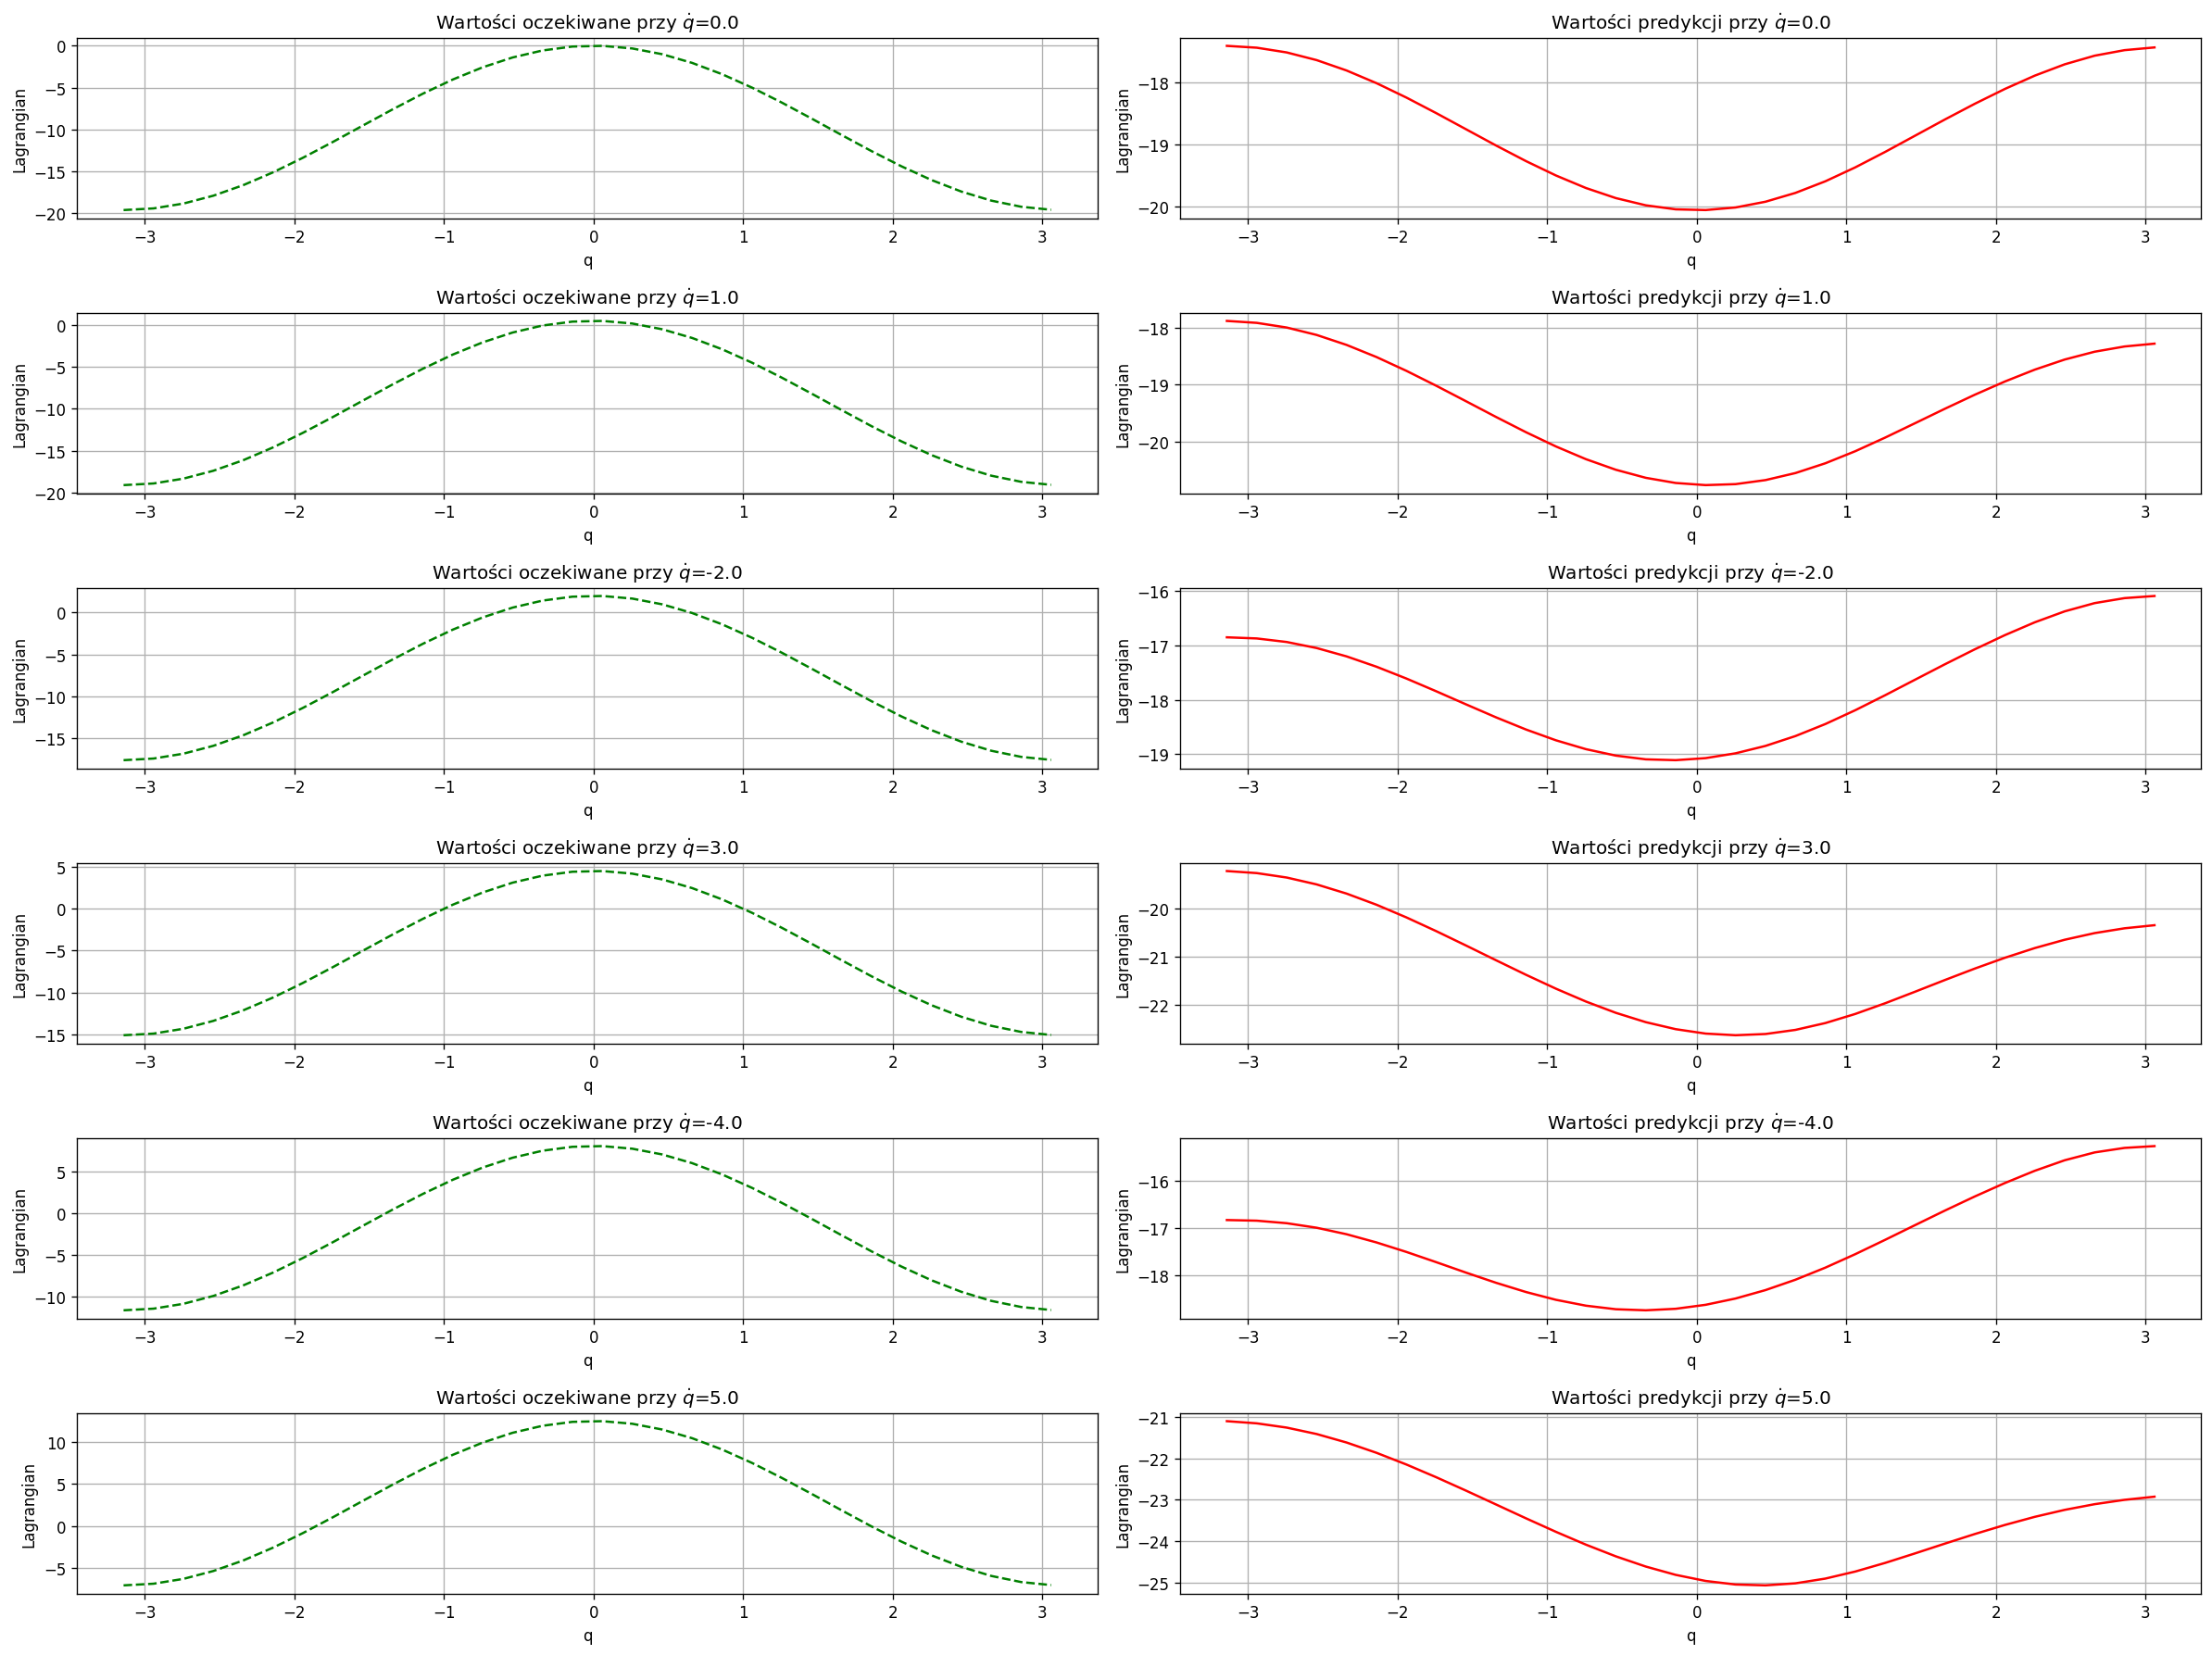 Wartości oczekiwane przy q̇=0.0
0
−5
−10
−15
−20
Lagrangian
−3 −2 −1 0 1 2 3
q
Wartości predykcji przy q̇=0.0
−18
−19
−20
Lagrangian
−3 −2 −1 0 1 2 3
q
Wartości oczekiwane przy q̇=1.0
0
−5
−10
−15
−20
Lagrangian
−3 −2 −1 0 1 2 3
q
Wartości predykcji przy q̇=1.0
−18
−19
−20
Lagrangian
−3 −2 −1 0 1 2 3
q
Wartości oczekiwane przy q̇=-2.0
0
−5
−10
−15
Lagrangian
−3 −2 −1 0 1 2 3
q
Wartości predykcji przy q̇=-2.0
−16
−17
−18
−19
Lagrangian
−3 −2 −1 0 1 2 3
q
Wartości oczekiwane przy q̇=3.0
5
0
−5
−10
−15
Lagrangian
−3 −2 −1 0 1 2 3
q
Wartości predykcji przy q̇=3.0
−20
−21
−22
Lagrangian
−3 −2 −1 0 1 2 3
q
Wartości oczekiwane przy q̇=-4.0
5
0
−5
−10
Lagrangian
−3 −2 −1 0 1 2 3
q
Wartości predykcji przy q̇=-4.0
−16
−17
−18
Lagrangian
−3 −2 −1 0 1 2 3
q
Wartości oczekiwane przy q̇=5.0
10
5
0
−5
Lagrangian
−3 −2 −1 0 1 2 3
q
Wartości predykcji przy q̇=5.0
−21
−22
−23
−24
−25
Lagrangian
−3 −2 −1 0 1 2 3
q